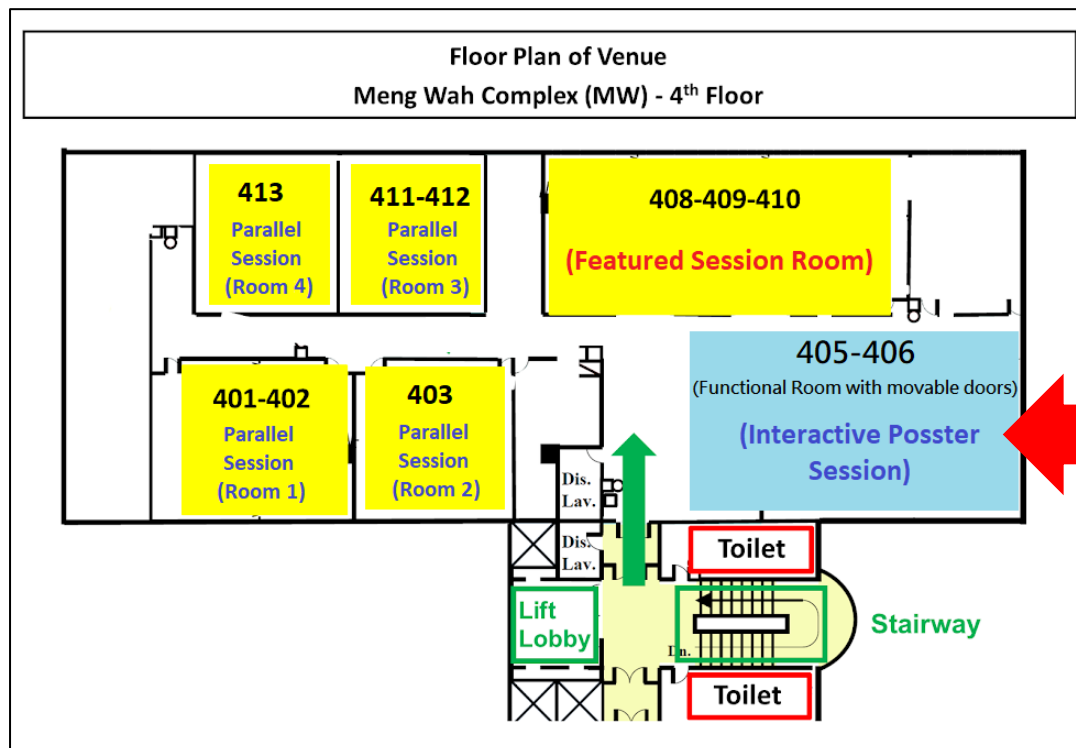 Floor Plan of Venue
Meng Wah Complex (MW) - 4th Floor
413
Parallel
Session
(Room 4)
411-412
Parallel
Session
(Room 3)
408-409-410
(Featured Session Room)
401-402
Parallel
Session
(Room 1)
403
Parallel
Session
(Room 2)
405-406
(Functional Room with movable doors)
(Interactive Posster
Session)
Dis.
Lav.
Dis.
Lav.
Toilet
Lift
Lobby
Dn.
Stairway
Toilet